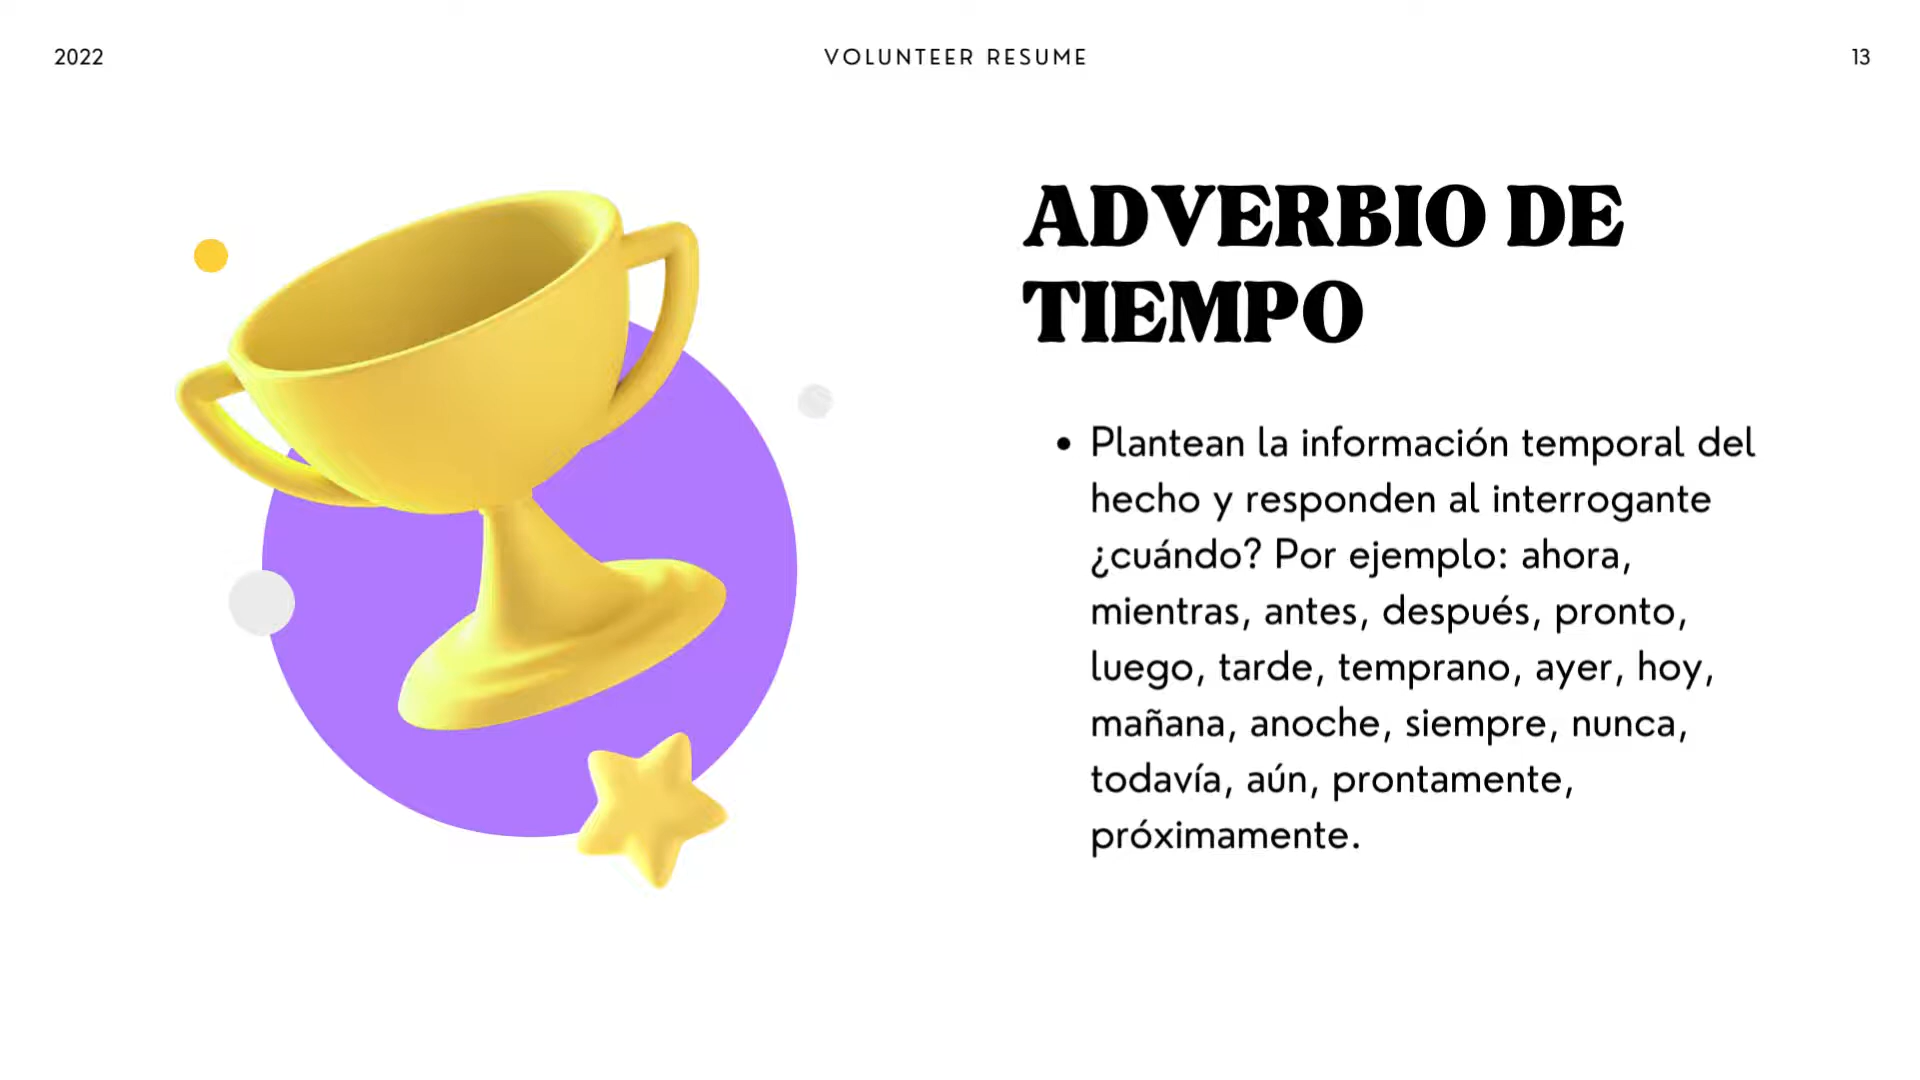 2022
VOLUNTEER RESUME
13
ADVERBIO DE
TIEMPO
• Plantean la información temporal del
hecho y responden al interrogante
¿cuándo? Por ejemplo: ahora,
mientras, antes, después, pronto,
luego, tarde, temprano, ayer, hoy,
mañana, anoche, siempre, nunca,
todavía, aún, prontamente,
próximamente.